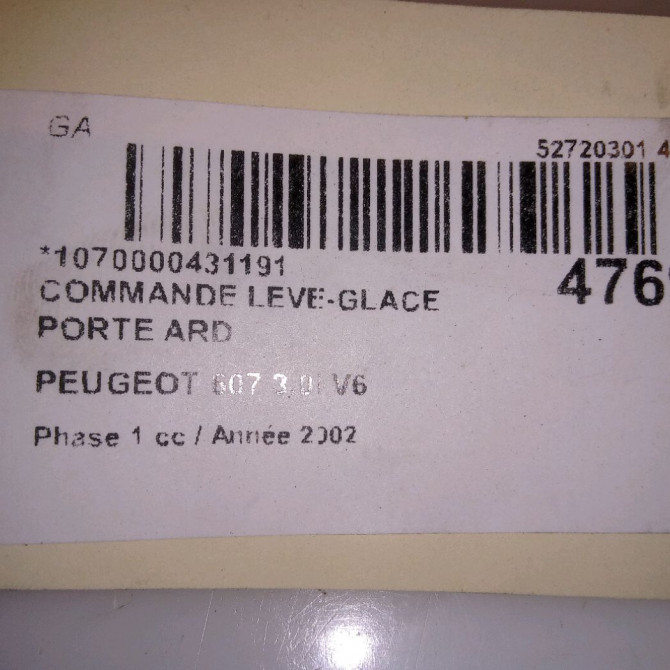 GA
52720301 4
*1070000431191
476
COMMANDE LEVE-GLACE
PORTE ARD
PEUGEOT 607 3.0i V6
Phase 1 cc / Année 2002